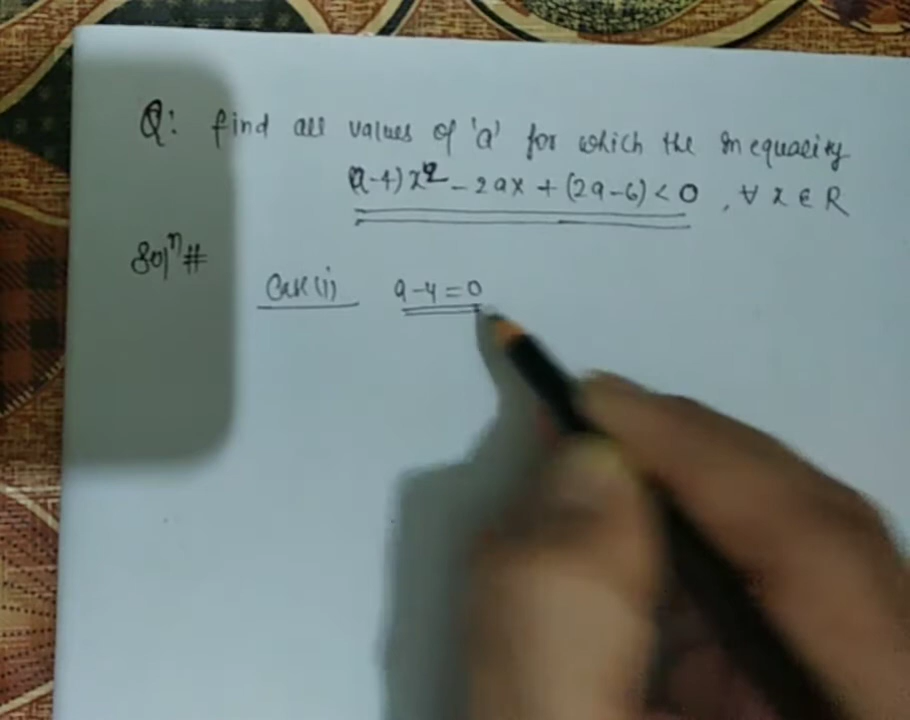 Q: find all values of 'a' for which the inequality
(a-4)x² - 2ax + (2a-6) < 0 , ∀ x ∈ R
Solⁿ #
Case (i) a-4=0